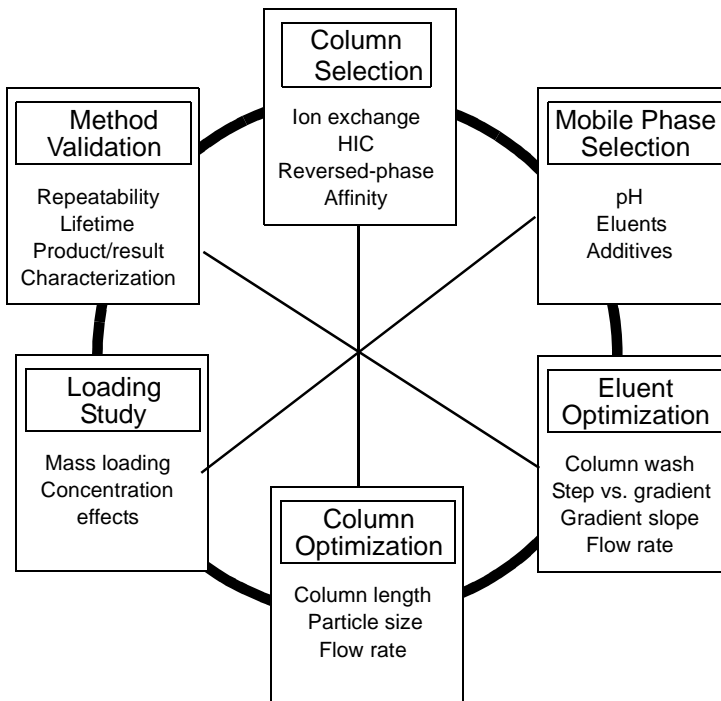 Column
Selection
Ion exchange
HIC
Reversed-phase
Affinity
Method
Validation
Repeatability
Lifetime
Product/result
Characterization
Mobile Phase
Selection
pH
Eluents
Additives
Loading
Study
Mass loading
Concentration
effects
Eluent
Optimization
Column wash
Step vs. gradient
Gradient slope
Flow rate
Column
Optimization
Column length
Particle size
Flow rate